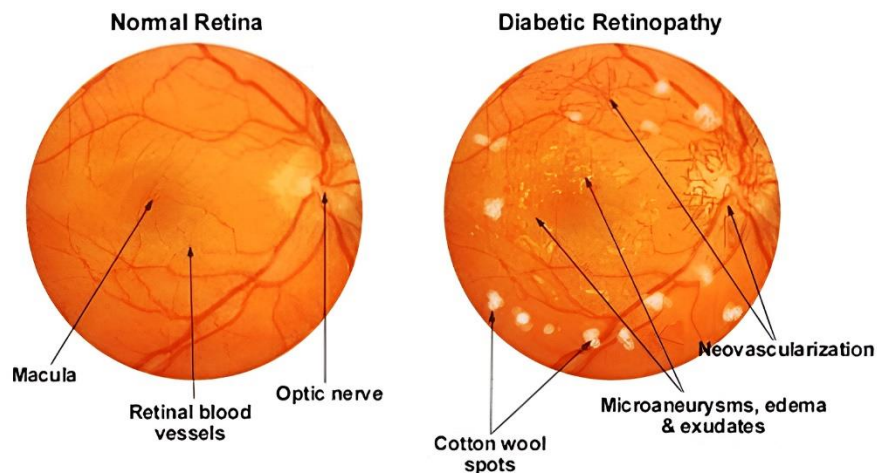 Normal Retina
Diabetic Retinopathy
Macula
Retinal blood
vessels
Optic nerve
Cotton wool
spots
Microaneurysms, edema
& exudates
Neovascularization